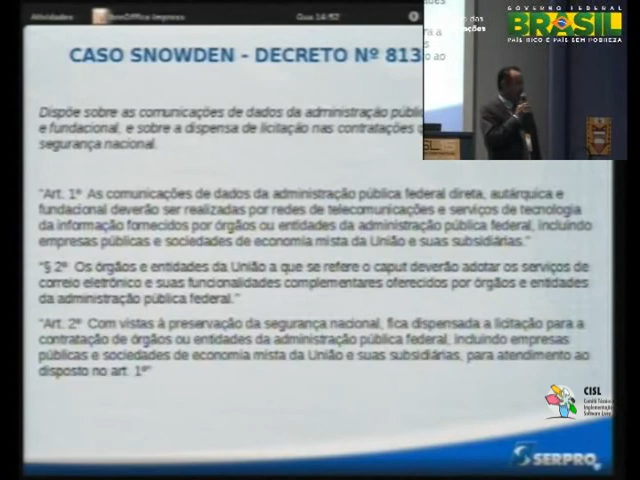 Atividades
Impress
CASO SNOWDEN - DECRETO Nº 813
Dispõe sobre as comunicações de dados da administração públi
e fundacional, e sobre a dispensa de licitação nas contratações
segurança nacional.
"Art. 1º As comunicações de dados da administração pública federal direta, autárquica e
fundacional deverão ser realizadas por redes de telecomunicações e serviços de tecnologia
da informação fornecidos por órgãos ou entidades da administração pública federal, incluindo
empresas públicas e sociedades de economia mista da União e suas subsidiárias."
"§ 2º Os órgãos e entidades da União a que se refere o caput deverão adotar os serviços de
correio eletrônico e suas funcionalidades complementares oferecidos por órgãos e entidades
da administração pública federal."
"Art. 2º Com vistas à preservação da segurança nacional, fica dispensada a licitação para a
contratação de órgãos ou entidades da administração pública federal, incluindo empresas
públicas e sociedades de economia mista da União e suas subsidiárias, para atendimento ao
disposto no art. 1º"
GOVERNO FEDERAL
BRASIL
PAÍS RICO É PAÍS SEM POBREZA
CISL
Comitê Técnico
Implementação
Software
SERPRO